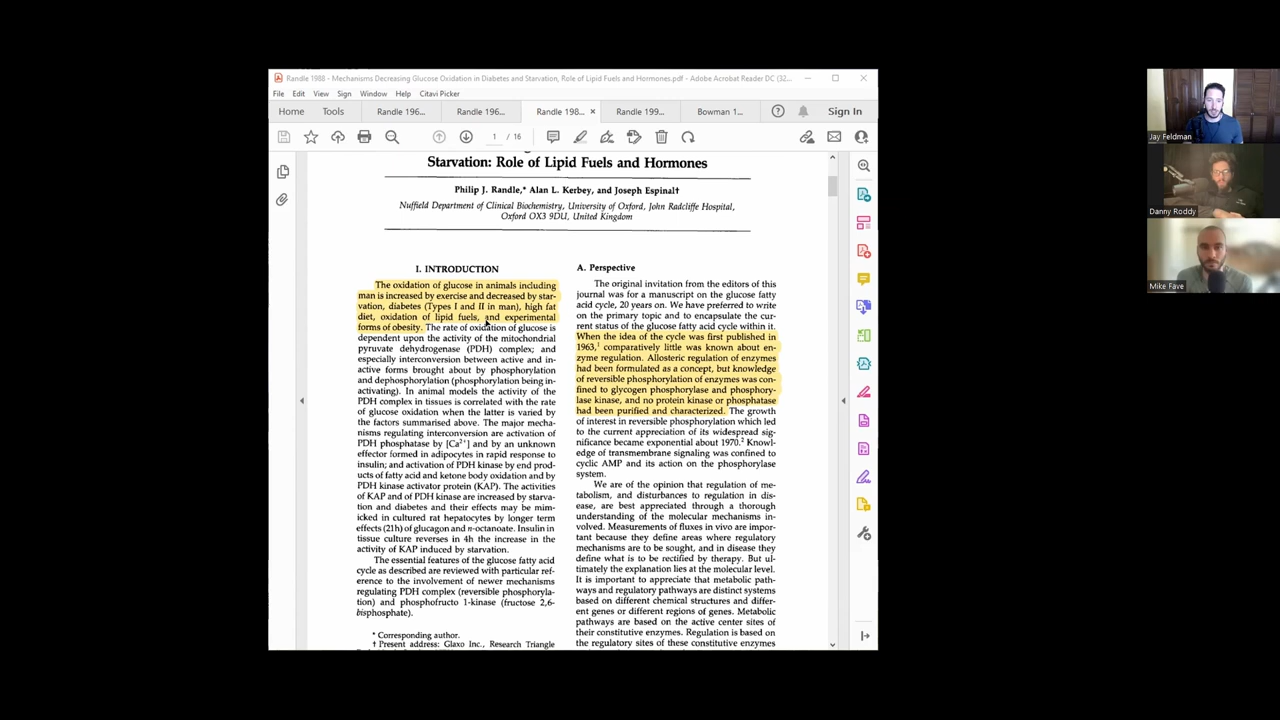 Randle 1988 - Mechanisms Decreasing Glucose Oxidation in Diabetes and Starvation, Role of Lipid Fuels and Hormones.pdf - Adobe Acrobat Reader DC (32...
File Edit View Sign Window Help Citavi Picker
Home Tools Randle 196... Randle 196... Randle 198... × Randle 199... Bowman 1... Sign In
1 / 16
Starvation: Role of Lipid Fuels and Hormones
Philip J. Randle,* Alan L. Kerbey, and Joseph Espinal†
Nuffield Department of Clinical Biochemistry, University of Oxford, John Radcliffe Hospital,
Oxford OX3 9DU, United Kingdom
I. INTRODUCTION
The oxidation of glucose in animals including
man is increased by exercise and decreased by star-
vation, diabetes (Types I and II in man), high fat
diet, oxidation of lipid fuels, and experimental
forms of obesity. The rate of oxidation of glucose is
dependent upon the activity of the mitochondrial
pyruvate dehydrogenase (PDH) complex; and
especially interconversion between active and in-
active forms brought about by phosphorylation
and dephosphorylation (phosphorylation being in-
activating). In animal models the activity of the
PDH complex in tissues is correlated with the rate
of glucose oxidation when the latter is varied by
the factors summarised above. The major mecha-
nisms regulating interconversion are activation of
PDH phosphatase by [Ca²⁺] and by an unknown
effector formed in adipocytes in rapid response to
insulin; and activation of PDH kinase by end prod-
ucts of fatty acid and ketone body oxidation and by
PDH kinase activator protein (KAP). The activities
of KAP and of PDH kinase are increased by starva-
tion and diabetes and their effects may be mim-
icked in cultured rat hepatocytes by longer term
effects (21h) of glucagon and n-octanoate. Insulin in
tissue culture reverses in 4h the increase in the
activity of KAP induced by starvation.
The essential features of the glucose fatty acid
cycle as described are reviewed with particular ref-
erence to the involvement of newer mechanisms
regulating PDH complex (reversible phosphoryla-
tion) and phosphofructo 1-kinase (fructose 2,6-
bisphosphate).
* Corresponding author.
† Present address: Glaxo Inc., Research Triangle
A. Perspective
The original invitation from the editors of this
journal was for a manuscript on the glucose fatty
acid cycle, 20 years on. We have preferred to write
on the primary topic and to encapsulate the cur-
rent status of the glucose fatty acid cycle within it.
When the idea of the cycle was first published in
1963,¹ comparatively little was known about en-
zyme regulation. Allosteric regulation of enzymes
had been formulated as a concept, but knowledge
of reversible phosphorylation of enzymes was con-
fined to glycogen phosphorylase and phosphory-
lase kinase, and no protein kinase or phosphatase
had been purified and characterized. The growth
of interest in reversible phosphorylation which led
to the current appreciation of its widespread sig-
nificance became exponential about 1970.² Knowl-
edge of transmembrane signaling was confined to
cyclic AMP and its action on the phosphorylase
system.
We are of the opinion that regulation of me-
tabolism, and disturbances to regulation in dis-
ease, are best appreciated through a thorough
understanding of the molecular mechanisms in-
volved. Measurements of fluxes in vivo are impor-
tant because they define areas where regulatory
mechanisms are to be sought, and in disease they
define what is to be rectified by therapy. But ul-
timately the explanation lies at the molecular level.
It is important to appreciate that metabolic path-
ways and regulatory pathways are distinct systems
based on different chemical structures and differ-
ent genes or different regions of genes. Metabolic
pathways are based on the active center sites of
their constitutive enzymes. Regulation is based on
the regulatory sites of these constitutive enzymes
Jay Feldman
Danny Roddy
Mike Fave